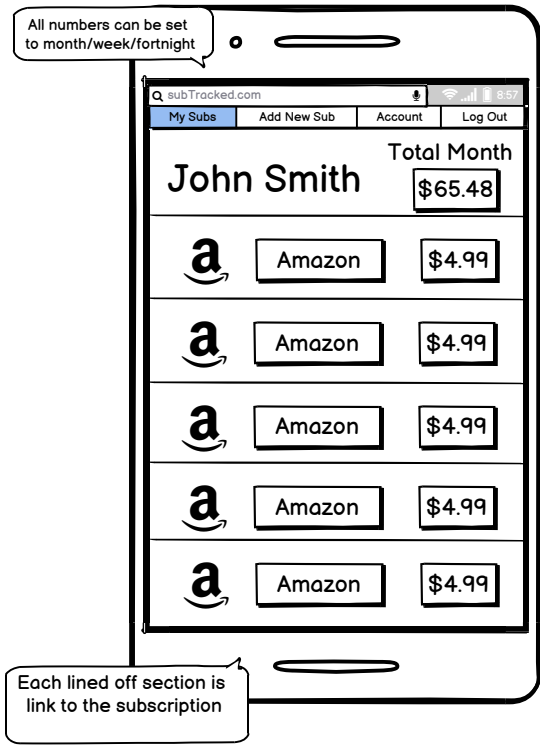 All numbers can be set
to month/week/fortnight
subTracked.com
8:57
My Subs Add New Sub Account Log Out
John Smith
Total Month
$65.48
a Amazon $4.99
a Amazon $4.99
a Amazon $4.99
a Amazon $4.99
a Amazon $4.99
Each lined off section is
link to the subscription